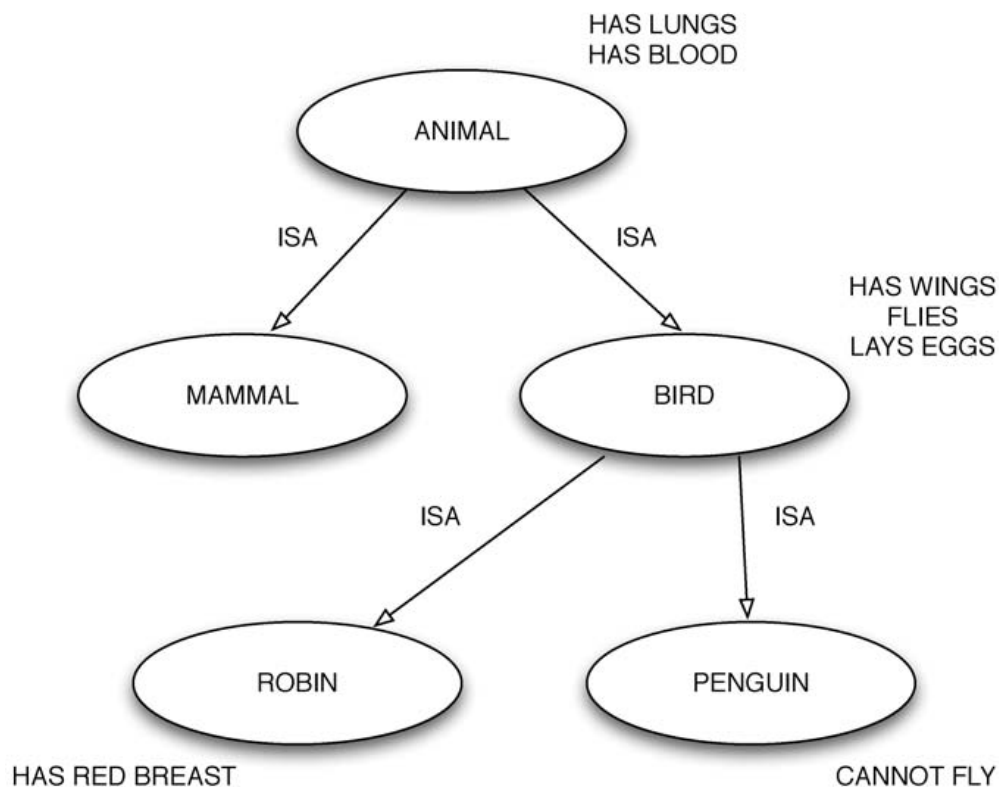 HAS LUNGS
HAS BLOOD
ANIMAL
ISA
ISA
HAS WINGS
FLIES
LAYS EGGS
MAMMAL
BIRD
ISA
ISA
ROBIN
PENGUIN
HAS RED BREAST
CANNOT FLY